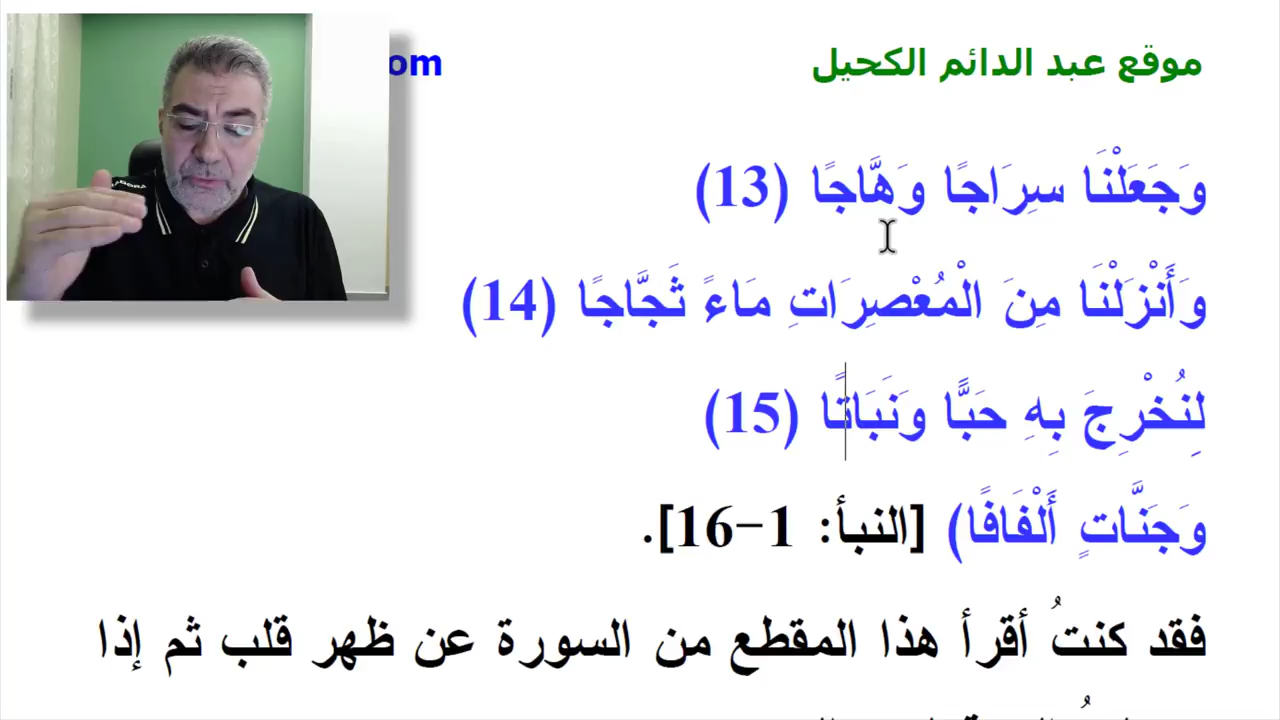 موقع عبد الدائم الكحيل
om
وَجَعَلْنَا سِرَاجًا وَهَّاجًا (13)
وَأَنْزَلْنَا مِنَ الْمُعْصِرَاتِ مَاءً ثَجَّاجًا (14)
لِنُخْرِجَ بِهِ حَبًّا وَنَبَاتًا (15)
وَجَنَّاتٍ أَلْفَافًا) [النبأ: 1-16].
فقد كنتُ أقرأ هذا المقطع من السورة عن ظهر قلب ثم إذا